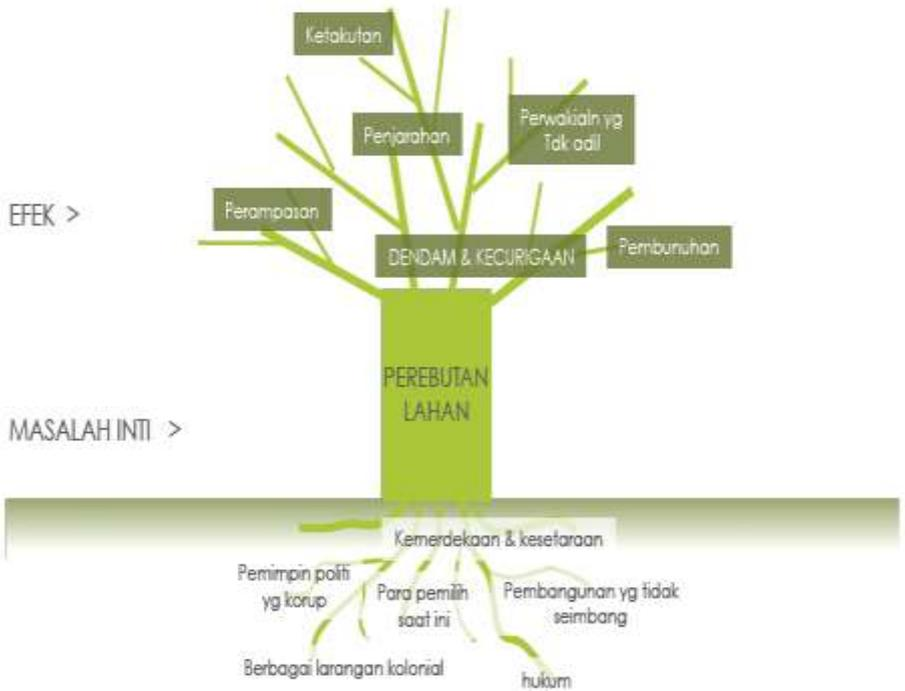 Ketakutan
Penjarahan
Perwakialn yg
Tdk adil
Perampasan
EFEK >
DENDAM & KECURIGAAN
Pembunuhan
PEREBUTAN
LAHAN
MASALAH INTI >
Kemerdekaan & kesetaraan
Pemimpin politi
yg korup
Para pemilih
saat ini
Pembangunan yg tidak
seimbang
Berbagai larangan kolonial
hukum